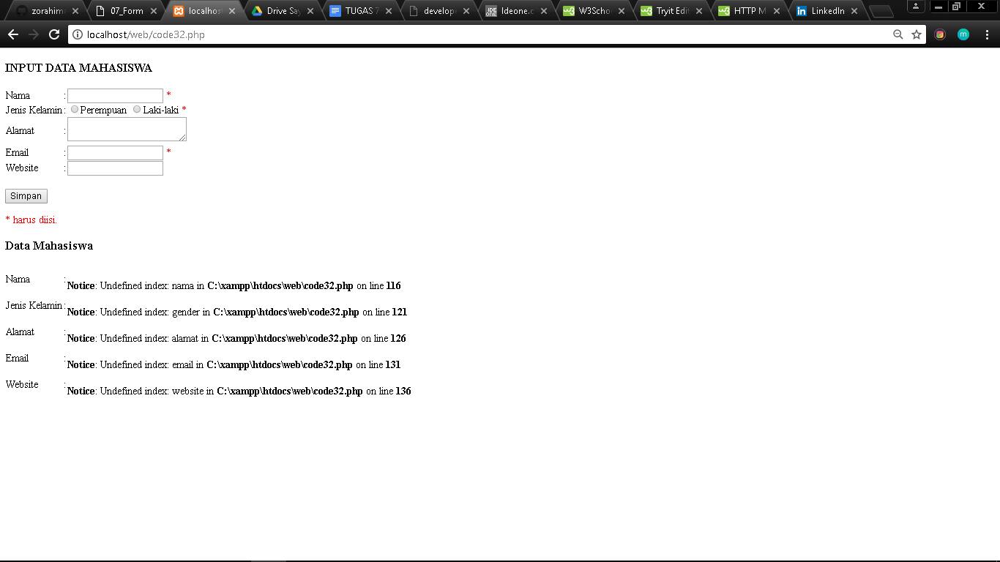 zorahim 07_Form localhos Drive Say TUGAS 7 develope Ideone.c W3Scho Tryit Edit HTTP M LinkedIn
localhost/web/code32.php
INPUT DATA MAHASISWA
Nama : *
Jenis Kelamin : Perempuan Laki-laki *
Alamat :
Email : *
Website :
Simpan
* harus diisi.
Data Mahasiswa
Nama :
Notice: Undefined index: nama in C:\xampp\htdocs\web\code32.php on line 116
Jenis Kelamin :
Notice: Undefined index: gender in C:\xampp\htdocs\web\code32.php on line 121
Alamat :
Notice: Undefined index: alamat in C:\xampp\htdocs\web\code32.php on line 126
Email :
Notice: Undefined index: email in C:\xampp\htdocs\web\code32.php on line 131
Website :
Notice: Undefined index: website in C:\xampp\htdocs\web\code32.php on line 136